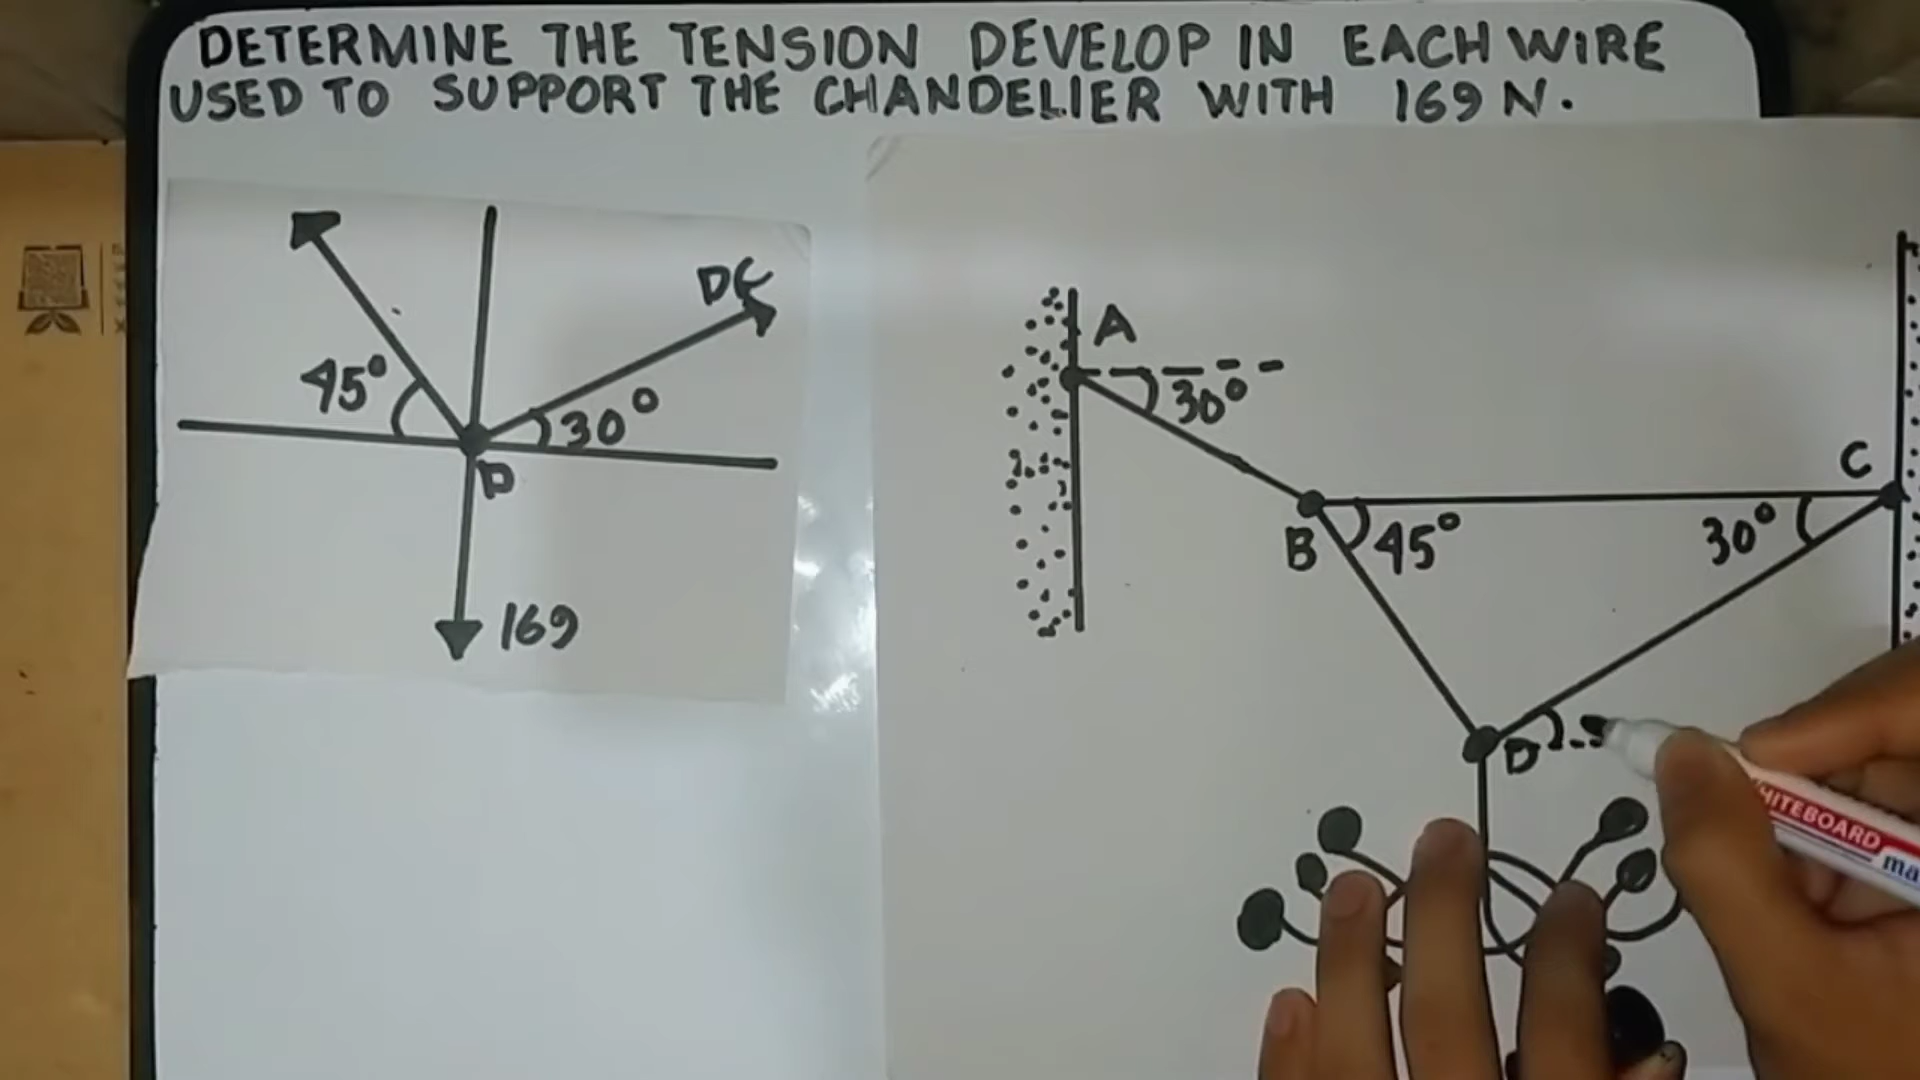 DETERMINE THE TENSION DEVELOP IN EACH WIRE
USED TO SUPPORT THE CHANDELIER WITH 169 N.
DC
45°
30°
D
169
A
30°
C
B
45°
30°
D
WHITEBOARD
ma